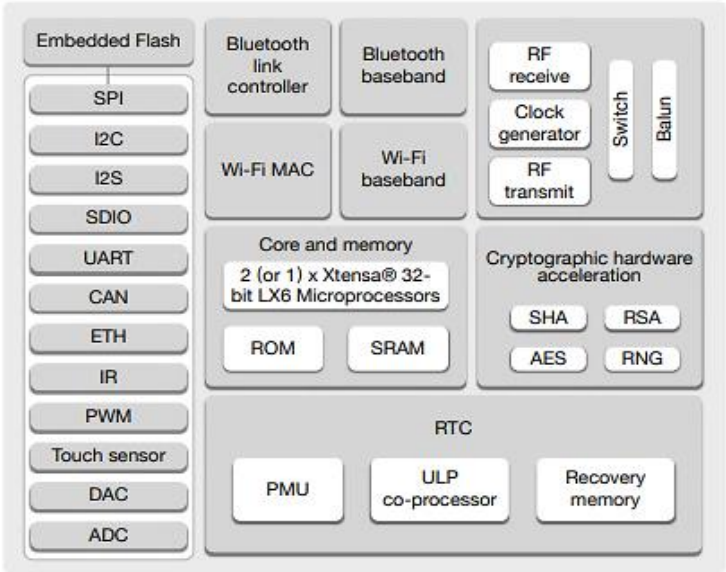 Embedded Flash
SPI
I2C
I2S
SDIO
UART
CAN
ETH
IR
PWM
Touch sensor
DAC
ADC
Bluetooth
link
controller
Bluetooth
baseband
Wi-Fi MAC
Wi-Fi
baseband
RF
receive
Clock
generator
RF
transmit
Switch
Balun
Core and memory
2 (or 1) x Xtensa® 32-
bit LX6 Microprocessors
ROM
SRAM
Cryptographic hardware
acceleration
SHA
RSA
AES
RNG
RTC
PMU
ULP
co-processor
Recovery
memory